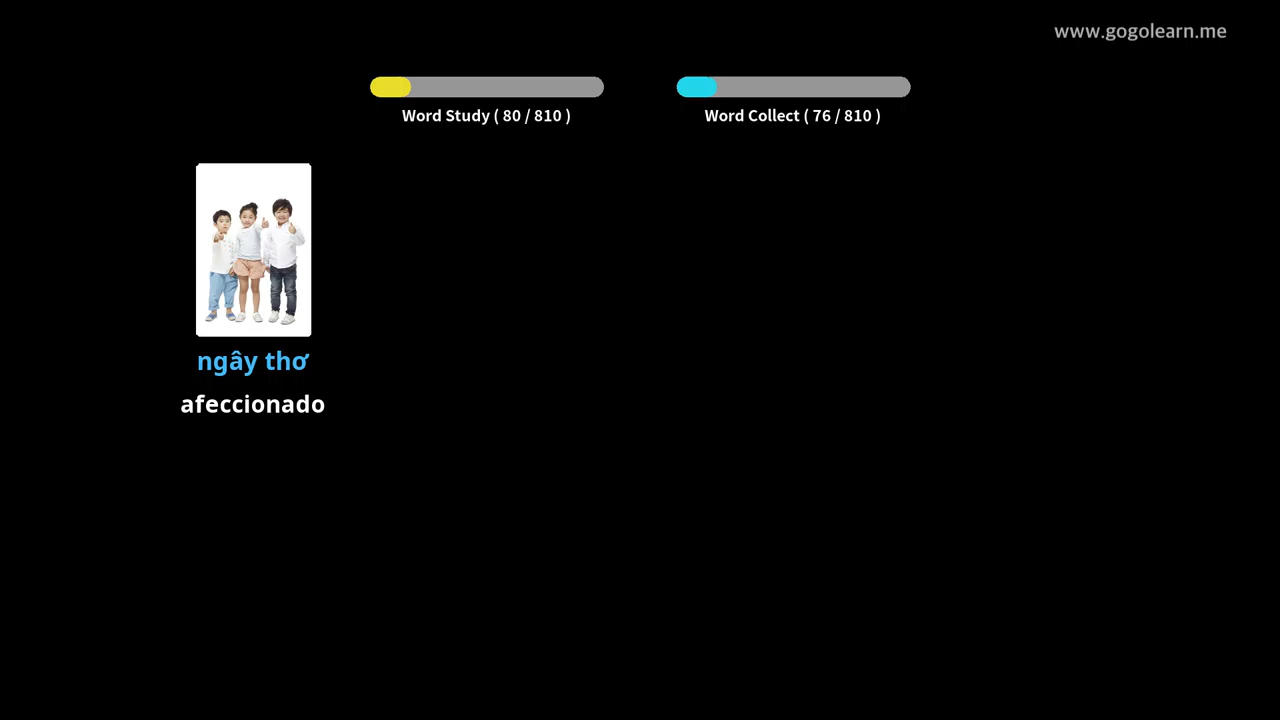 www.gogolearn.me
Word Study ( 80 / 810 )
Word Collect ( 76 / 810 )
ngây thơ
afeccionado